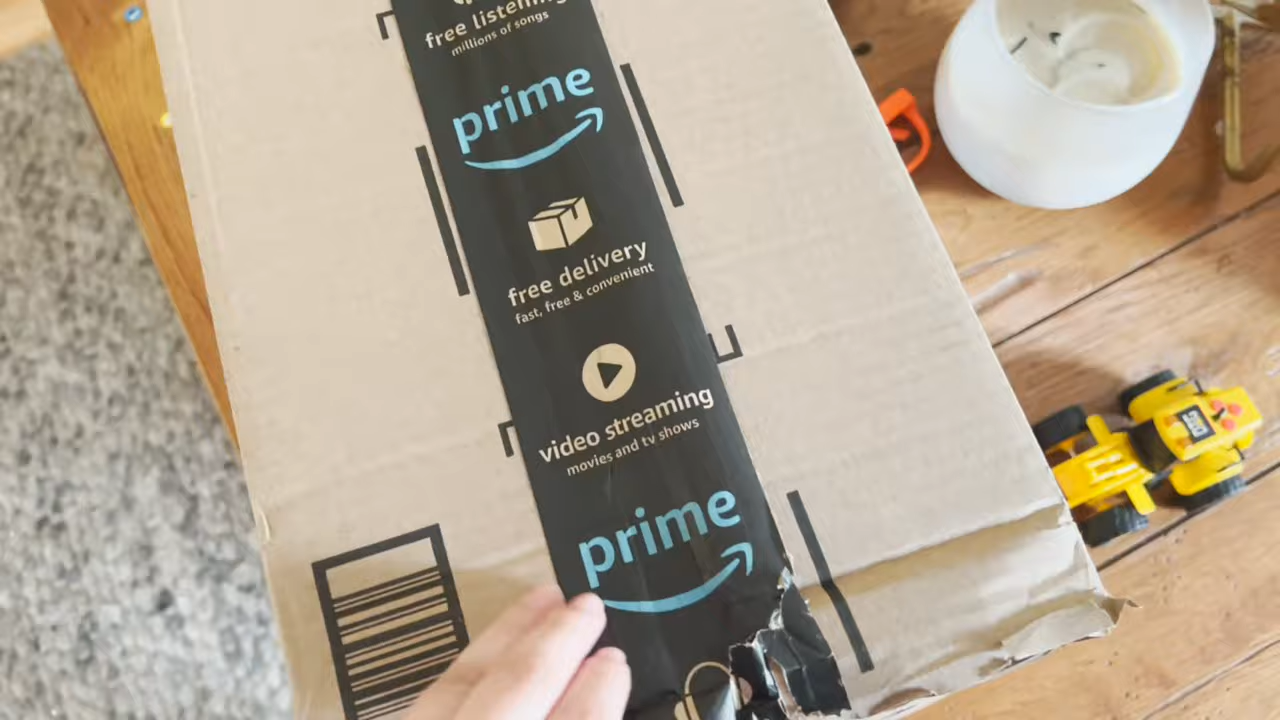 free listening
millions of songs
prime
free delivery
fast, free & convenient
video streaming
movies and tv shows
prime